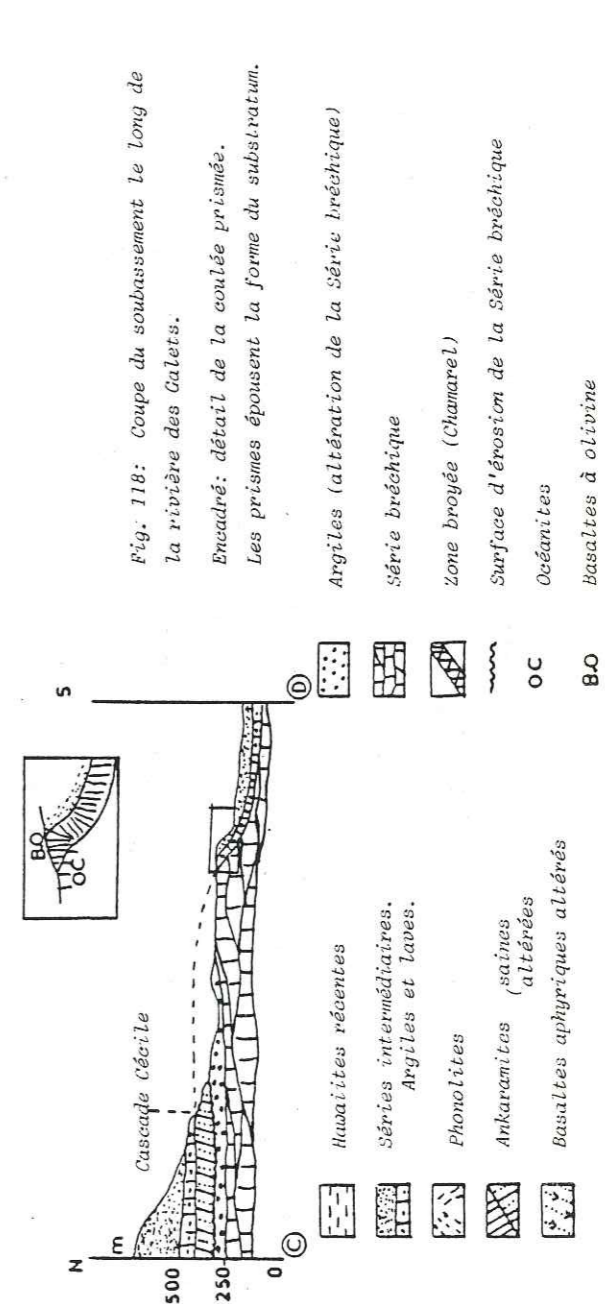 N
S
m
500
250
0
Cascade Cécile
B.O
OC
C
D
Fig: 118: Coupe du soubassement le long de
la rivière des Galets.
Encadré: détail de la coulée prismée.
Les prismes épousent la forme du substratum.
Hawaiites récentes
Séries intermédiaires.
Argiles et laves.
Phonolites
Ankaramites (saines
altérées
Basaltes aphyriques altérés
Argiles (altération de la Série bréchique)
Série bréchique
Zone broyée (Chamarel)
Surface d'érosion de la Série bréchique
OC Océanites
B.O Basaltes à olivine